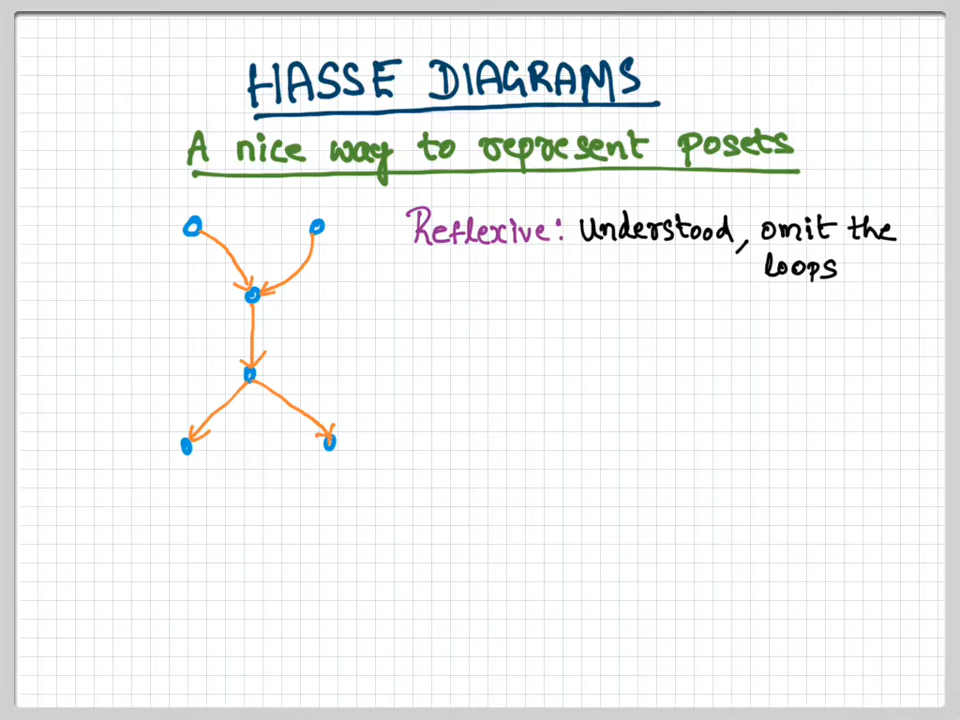 HASSE DIAGRAMS
A nice way to represent posets
Reflexive: Understood, omit the
loops